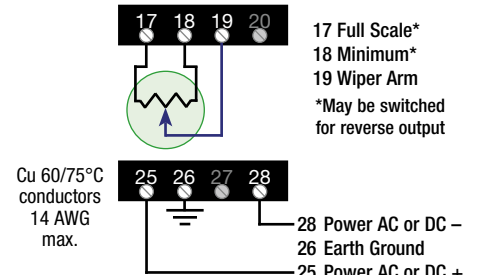 17 18 19 20
17 Full Scale*
18 Minimum*
19 Wiper Arm
*May be switched
for reverse output
Cu 60/75°C
conductors
14 AWG
max.
25 26 27 28
28 Power AC or DC –
26 Earth Ground
25 Power AC or DC +